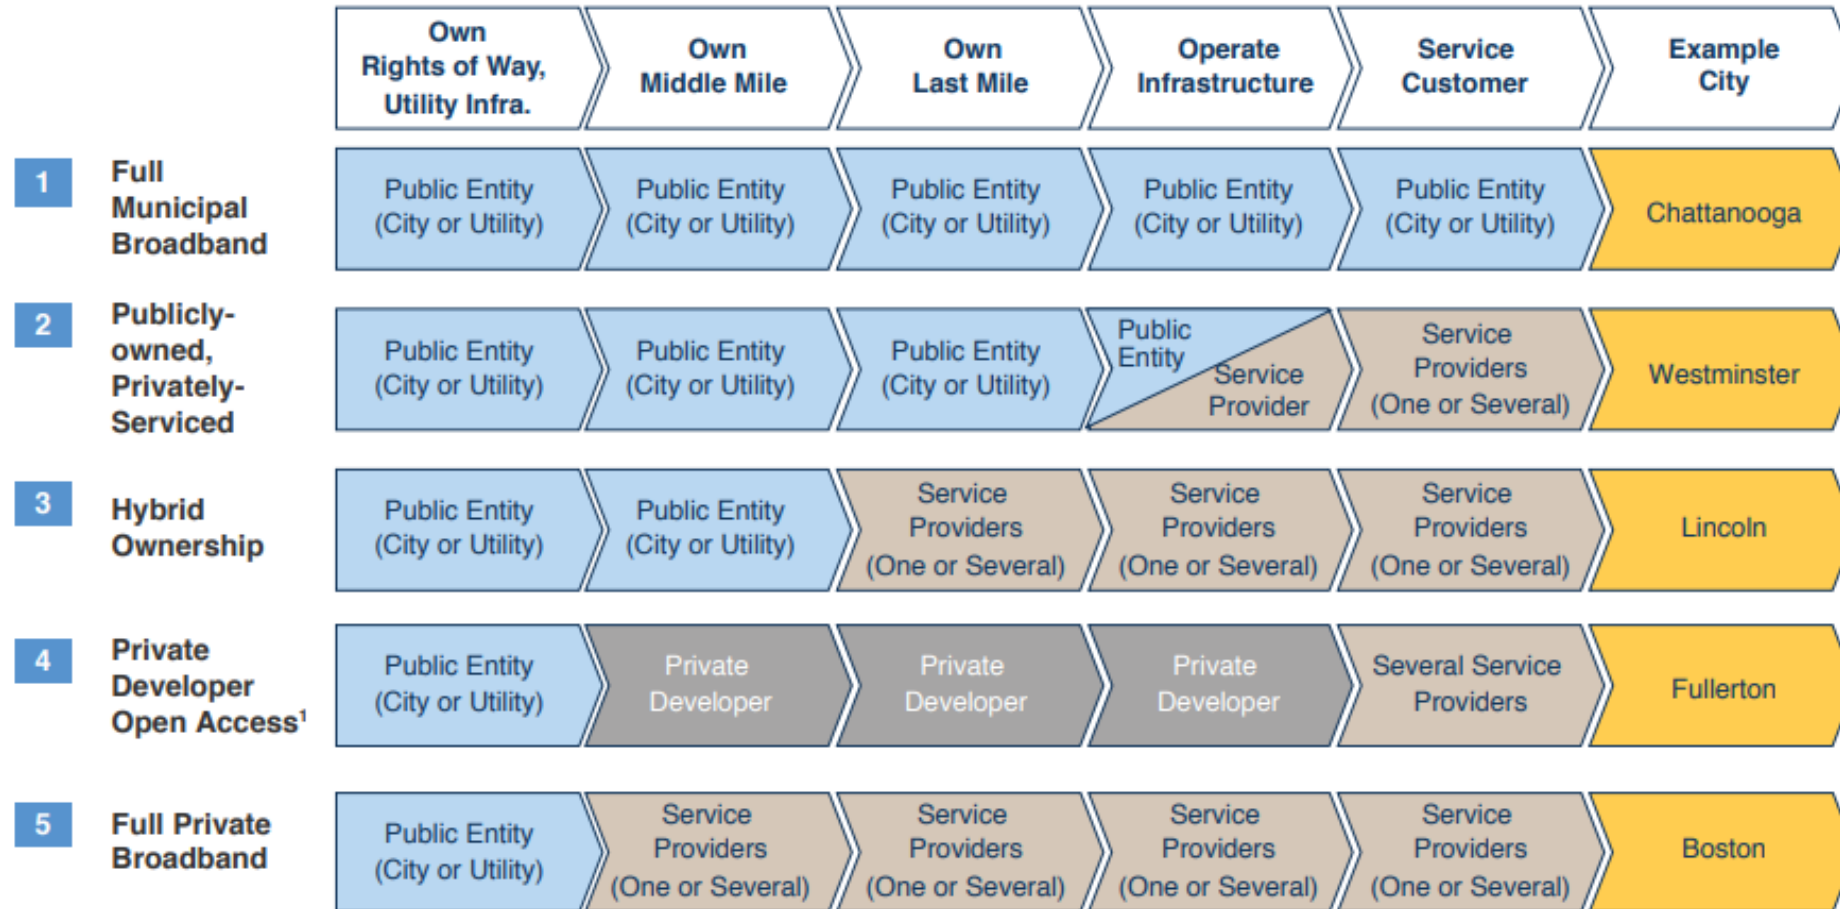 Own
Rights of Way,
Utility Infra.
Own
Middle Mile
Own
Last Mile
Operate
Infrastructure
Service
Customer
Example
City
1
Full
Municipal
Broadband
Public Entity
(City or Utility)
Public Entity
(City or Utility)
Public Entity
(City or Utility)
Public Entity
(City or Utility)
Public Entity
(City or Utility)
Chattanooga
2
Publicly-
owned,
Privately-
Serviced
Public Entity
(City or Utility)
Public Entity
(City or Utility)
Public Entity
(City or Utility)
Public
Entity
Service
Provider
Service
Providers
(One or Several)
Westminster
3
Hybrid
Ownership
Public Entity
(City or Utility)
Public Entity
(City or Utility)
Service
Providers
(One or Several)
Service
Providers
(One or Several)
Service
Providers
(One or Several)
Lincoln
4
Private
Developer
Open Access¹
Public Entity
(City or Utility)
Private
Developer
Private
Developer
Private
Developer
Several Service
Providers
Fullerton
5
Full Private
Broadband
Public Entity
(City or Utility)
Service
Providers
(One or Several)
Service
Providers
(One or Several)
Service
Providers
(One or Several)
Service
Providers
(One or Several)
Boston